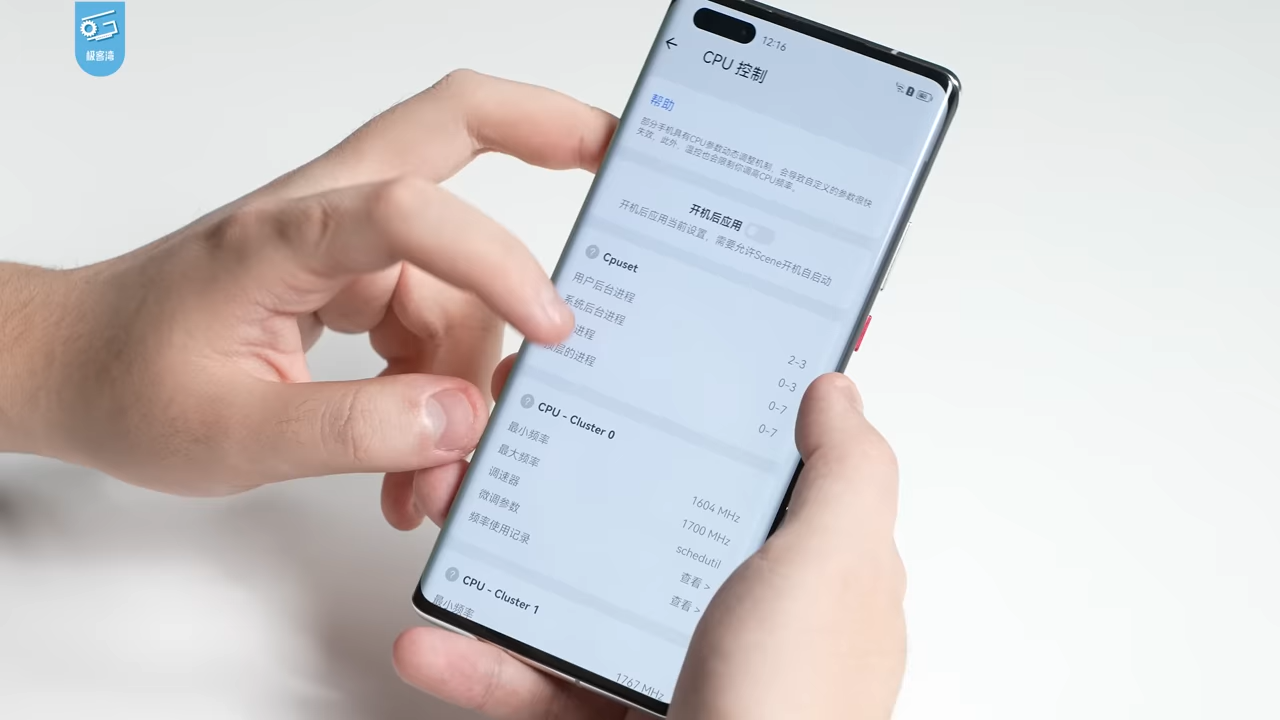 极客湾
12:16
CPU 控制
帮助
部分手机具有CPU参数动态调整机制，会导致自定义的参数很快
失效。此外，温控也会限制你调高CPU频率。
开机后应用
开机后应用当前设置，需要允许Scene开机自启动
Cpuset
用户后台进程
2-3
系统后台进程
0-3
进程
0-7
顶层的进程
0-7
CPU - Cluster 0
最小频率
1604 MHz
最大频率
1700 MHz
调速器
schedutil
微调参数
查看 >
频率使用记录
查看 >
CPU - Cluster 1
最小频率
1767 MHz